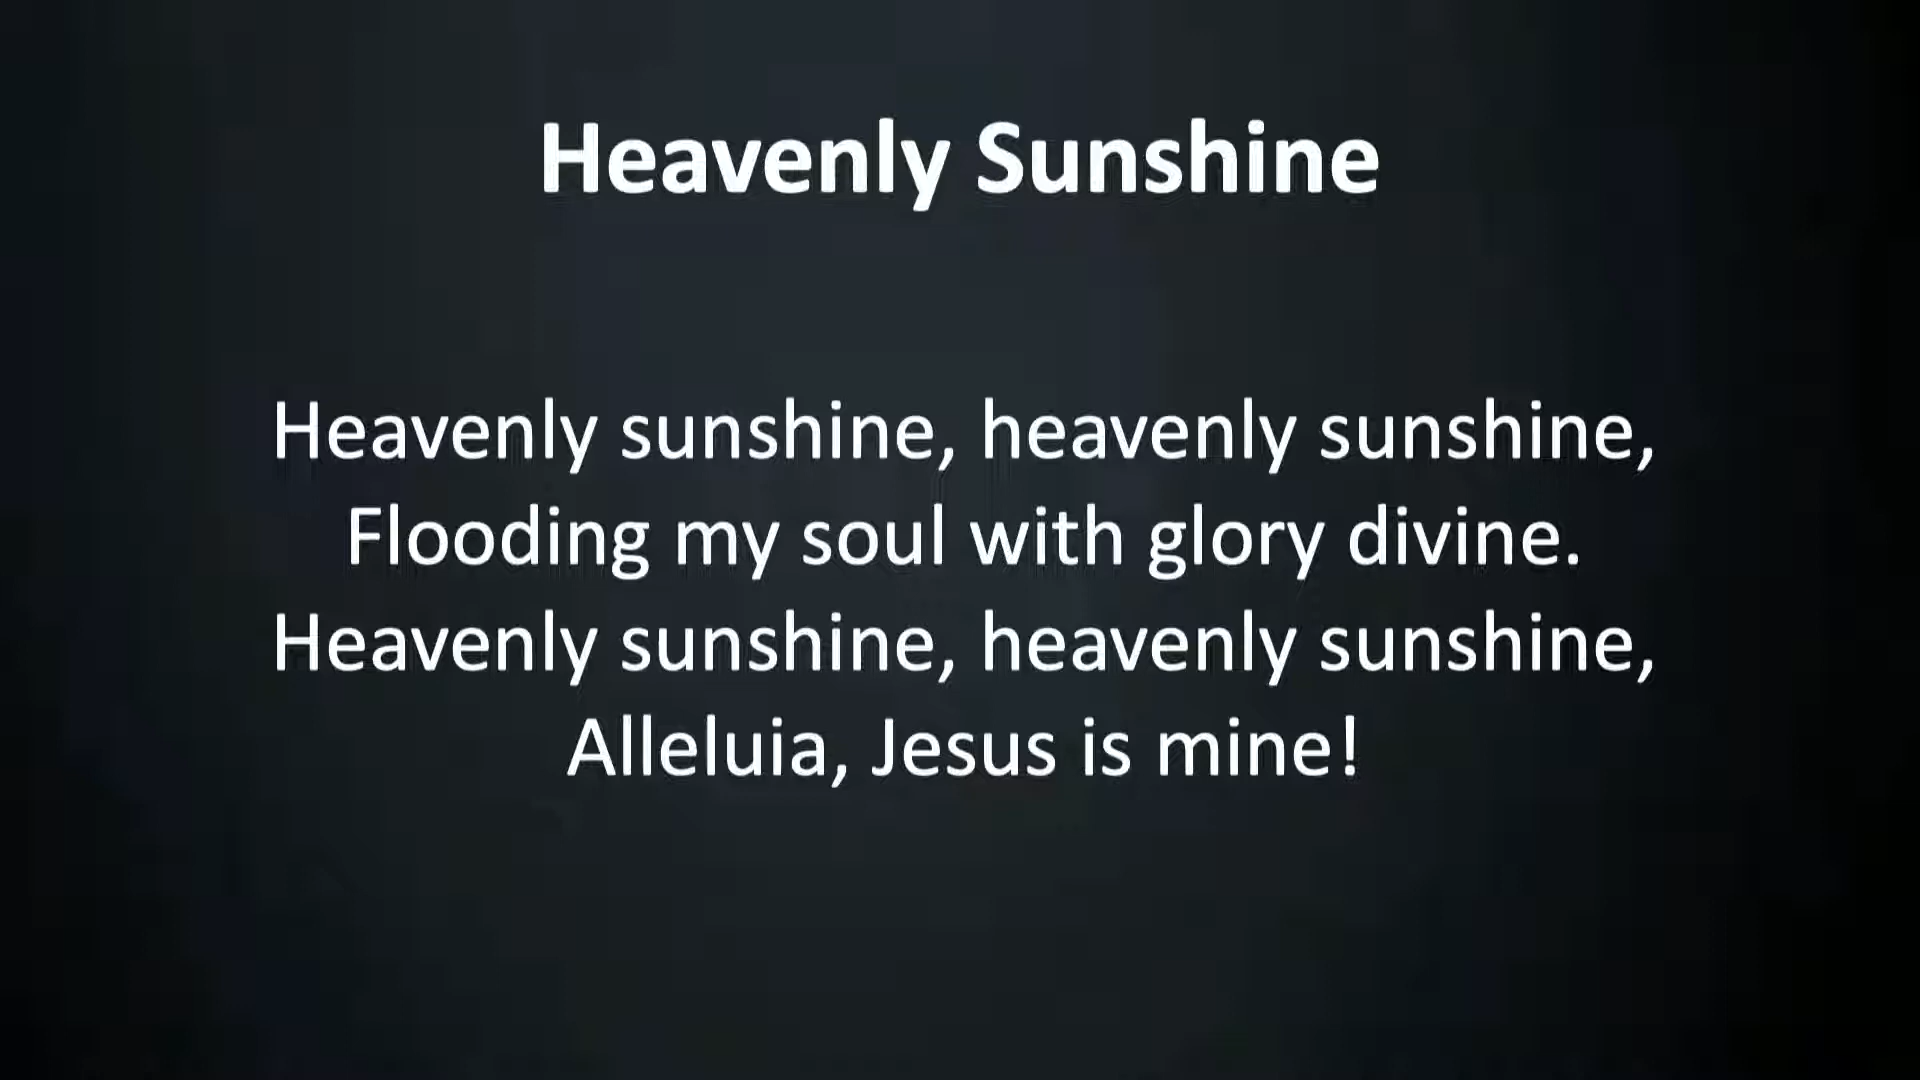 Heavenly Sunshine
Heavenly sunshine, heavenly sunshine,
Flooding my soul with glory divine.
Heavenly sunshine, heavenly sunshine,
Alleluia, Jesus is mine!